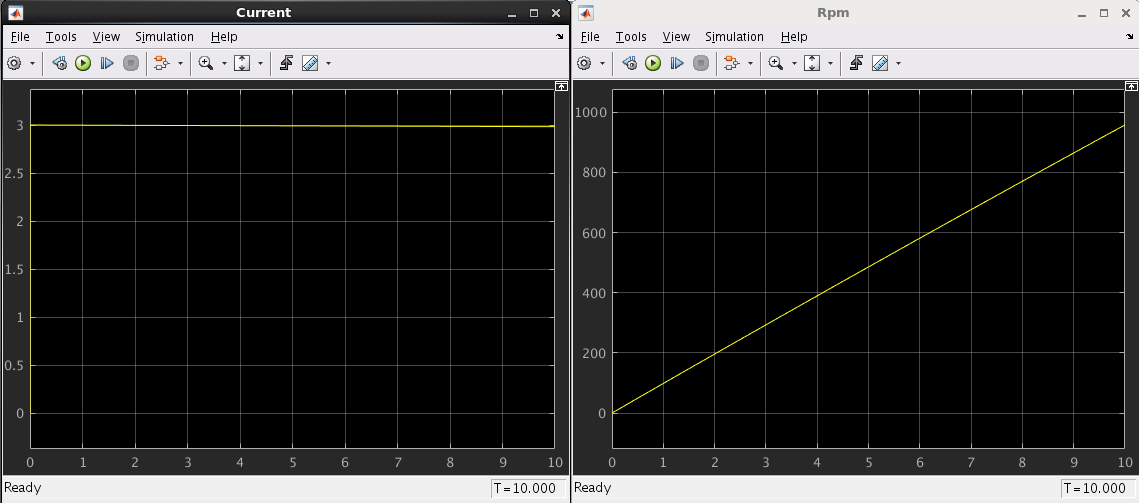 Current
File Tools View Simulation Help
3
2.5
2
1.5
1
0.5
0
0 1 2 3 4 5 6 7 8 9 10
Ready T=10.000
Rpm
File Tools View Simulation Help
1000
800
600
400
200
0
0 1 2 3 4 5 6 7 8 9 10
Ready T=10.000